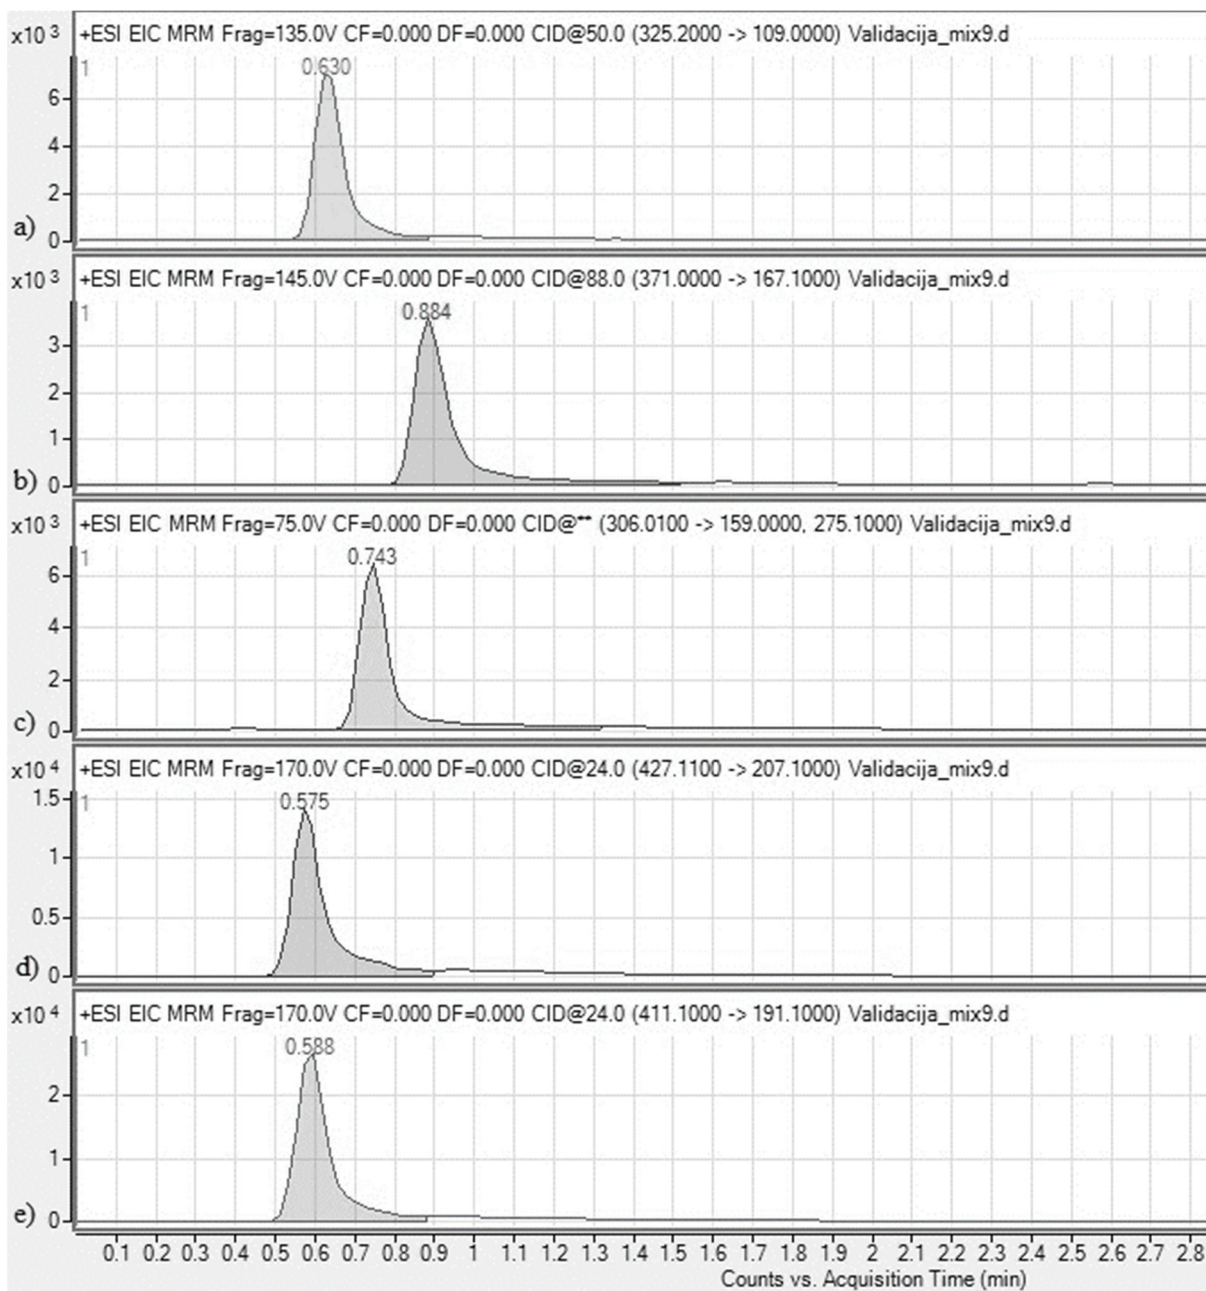 x10 3 +ESI EIC MRM Frag=135.0V CF=0.000 DF=0.000 CID@50.0 (325.2000 -> 109.0000) Validacija_mix9.d
1
0.630
6
4
2
a) 0
x10 3 +ESI EIC MRM Frag=145.0V CF=0.000 DF=0.000 CID@88.0 (371.0000 -> 167.1000) Validacija_mix9.d
1
0.884
3
2
1
b) 0
x10 3 +ESI EIC MRM Frag=75.0V CF=0.000 DF=0.000 CID@** (306.0100 -> 159.0000, 275.1000) Validacija_mix9.d
1
0.743
6
4
2
c) 0
x10 4 +ESI EIC MRM Frag=170.0V CF=0.000 DF=0.000 CID@24.0 (427.1100 -> 207.1000) Validacija_mix9.d
1.5
1
0.575
1
0.5
d) 0
x10 4 +ESI EIC MRM Frag=170.0V CF=0.000 DF=0.000 CID@24.0 (411.1000 -> 191.1000) Validacija_mix9.d
1
0.588
2
1
e) 0
0.1 0.2 0.3 0.4 0.5 0.6 0.7 0.8 0.9 1 1.1 1.2 1.3 1.4 1.5 1.6 1.7 1.8 1.9 2 2.1 2.2 2.3 2.4 2.5 2.6 2.7 2.8
Counts vs. Acquisition Time (min)